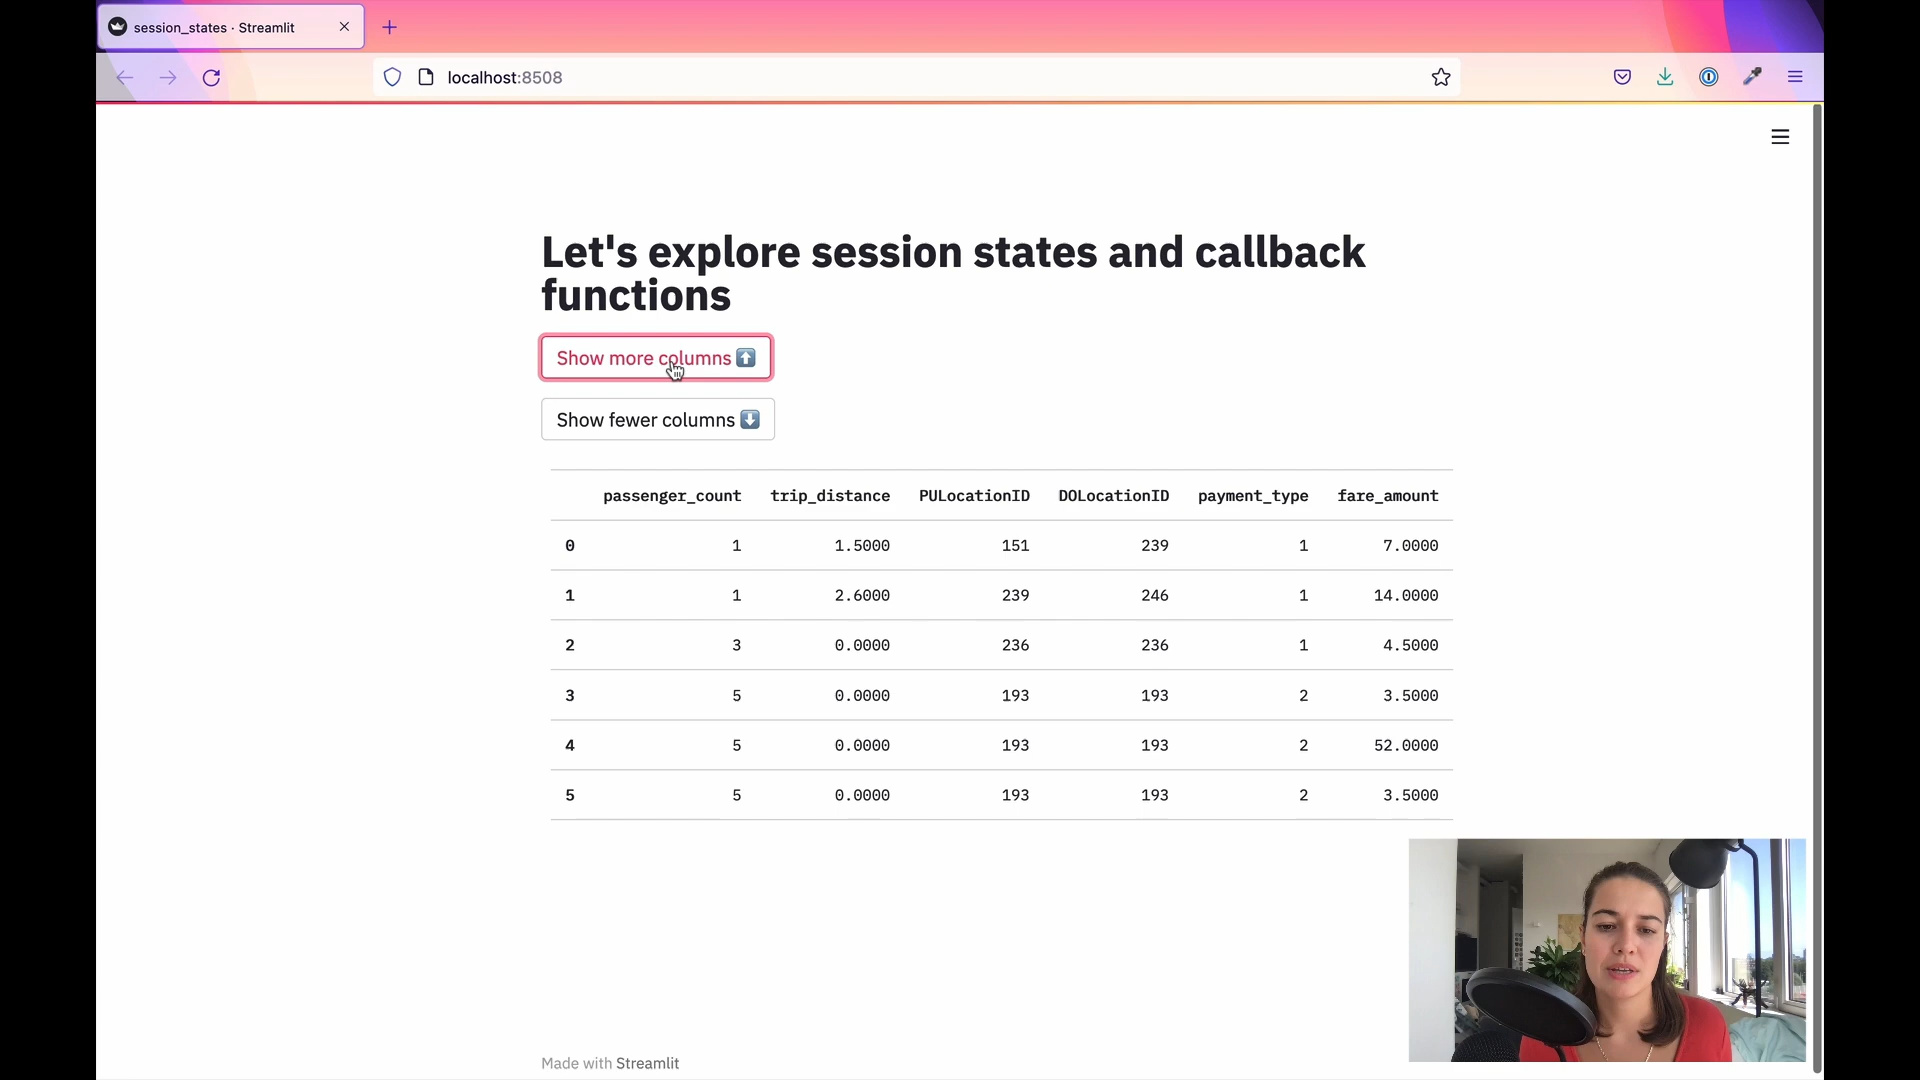 session_states · Streamlit
localhost:8508
Let's explore session states and callback
functions
Show more columns ⬆️
Show fewer columns ⬇️
passenger_count trip_distance PULocationID DOLocationID payment_type fare_amount
0 1 1.5000 151 239 1 7.0000
1 1 2.6000 239 246 1 14.0000
2 3 0.0000 236 236 1 4.5000
3 5 0.0000 193 193 2 3.5000
4 5 0.0000 193 193 2 52.0000
5 5 0.0000 193 193 2 3.5000
Made with Streamlit